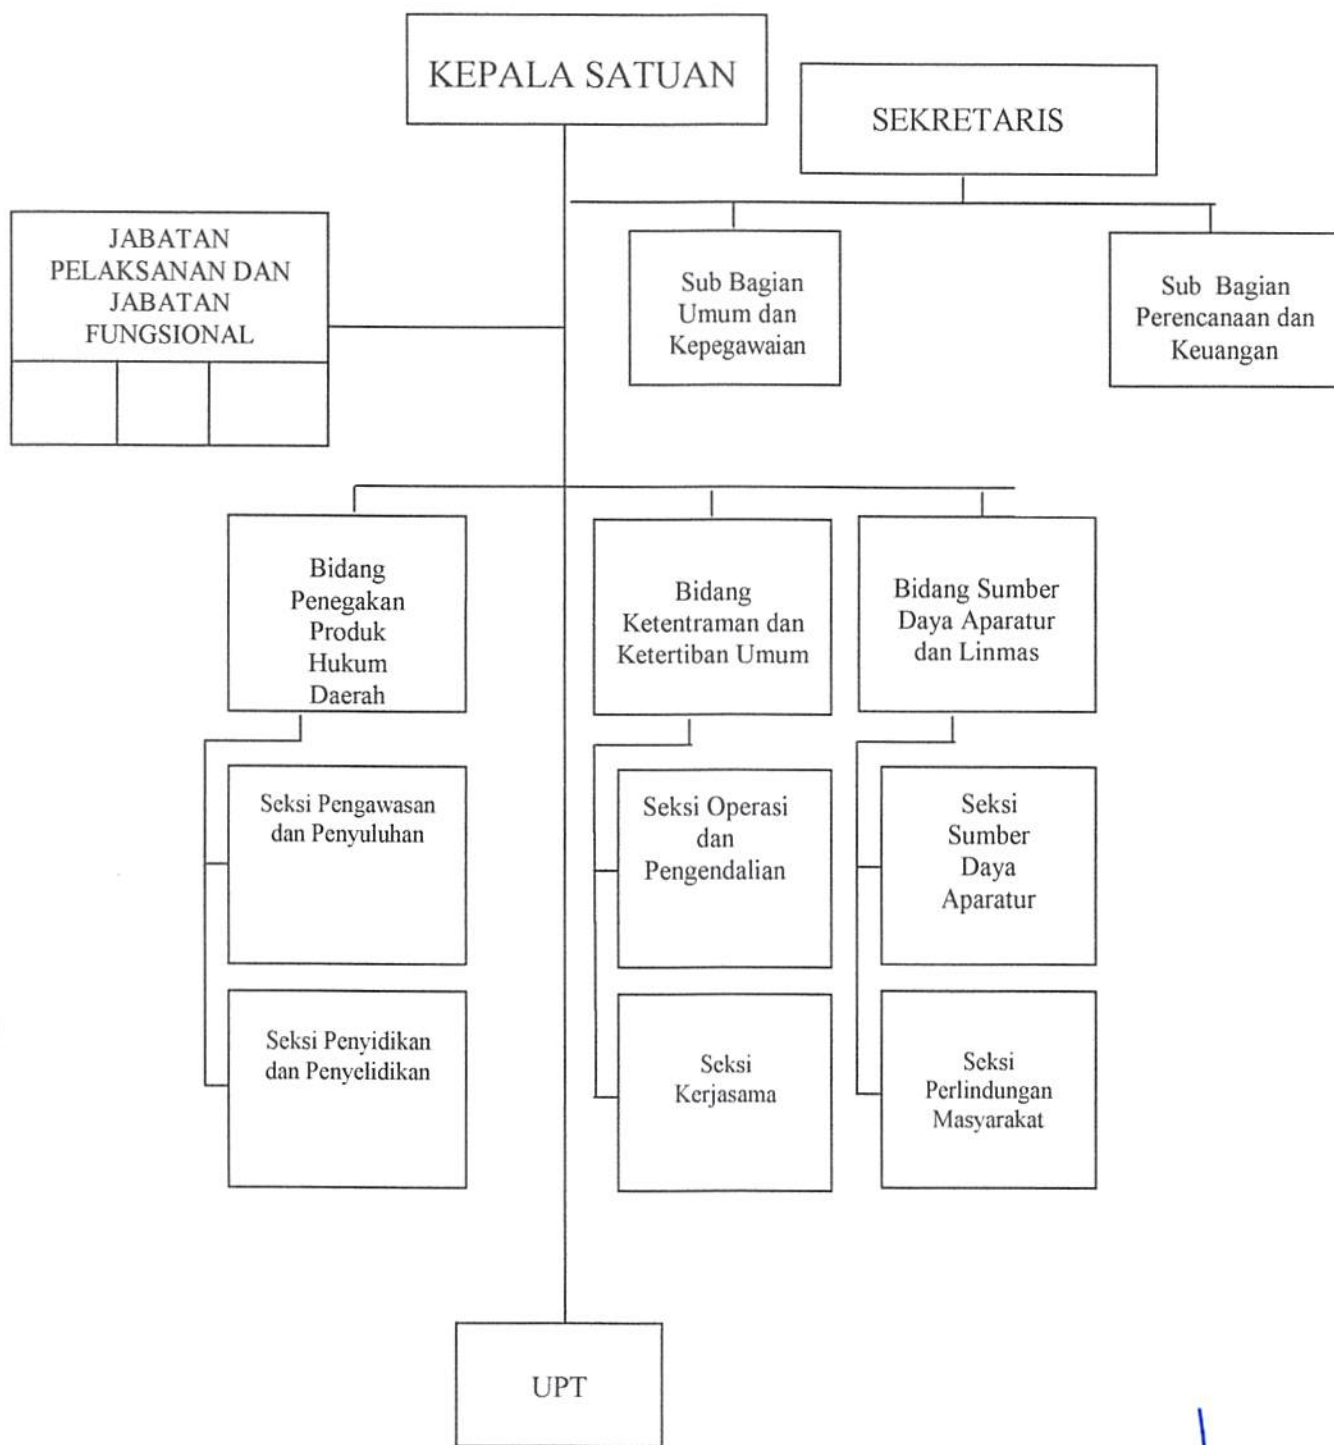 KEPALA SATUAN
SEKRETARIS
JABATAN
PELAKSANAN DAN
JABATAN
FUNGSIONAL
Sub Bagian
Umum dan
Kepegawaian
Sub Bagian
Perencanaan dan
Keuangan
Bidang
Penegakan
Produk
Hukum
Daerah
Bidang
Ketentraman dan
Ketertiban Umum
Bidang Sumber
Daya Aparatur
dan Linmas
Seksi Pengawasan
dan Penyuluhan
Seksi Operasi
dan
Pengendalian
Seksi
Sumber
Daya
Aparatur
Seksi Penyidikan
dan Penyelidikan
Seksi
Kerjasama
Seksi
Perlindungan
Masyarakat
UPT